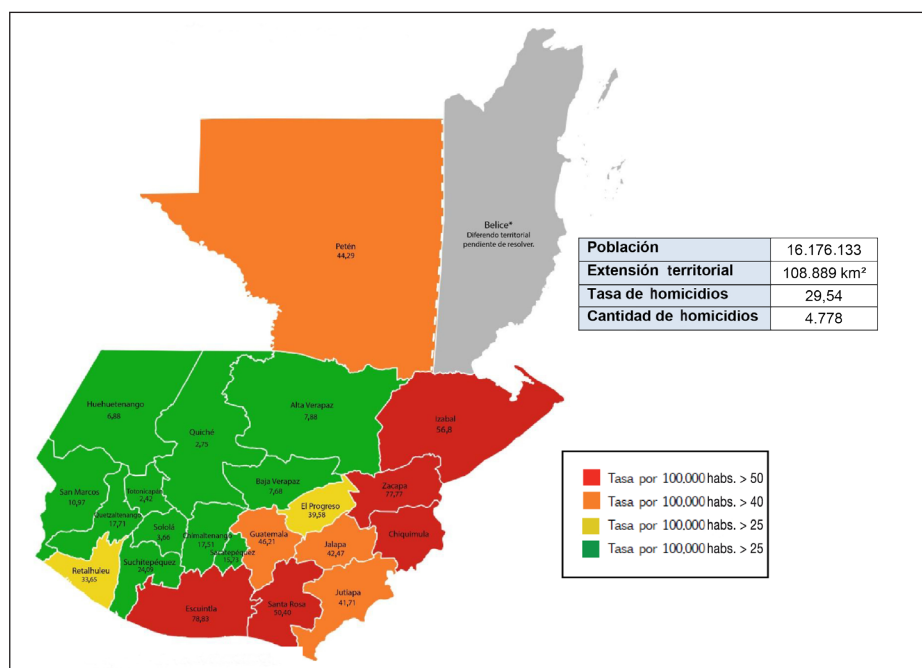 Belice*
Diferendo territorial
pendiente de resolver.
Petén
44,29
Población 16.176.133
Extensión territorial 108.889 km²
Tasa de homicidios 29,54
Cantidad de homicidios 4.778
Huehuetenango
6,88
Quiché
2,75
Alta Verapaz
7,88
Izabal
56,8
San Marcos
10,97
Totonicapán
2,42
Baja Verapaz
7,68
Zacapa
77,77
El Progreso
39,58
Quetzaltenango
17,71
Sololá
3,86
Chimaltenango
17,51
Guatemala
46,21
Jalapa
42,47
Chiquimula
Retalhuleu
33,65
Suchitepéquez
24,09
Sacatepéquez
Escuintla
78,83
Santa Rosa
50,40
Jutiapa
41,71
Tasa por 100,000 habs. > 50
Tasa por 100,000 habs. > 40
Tasa por 100,000 habs. > 25
Tasa por 100,000 habs. > 25